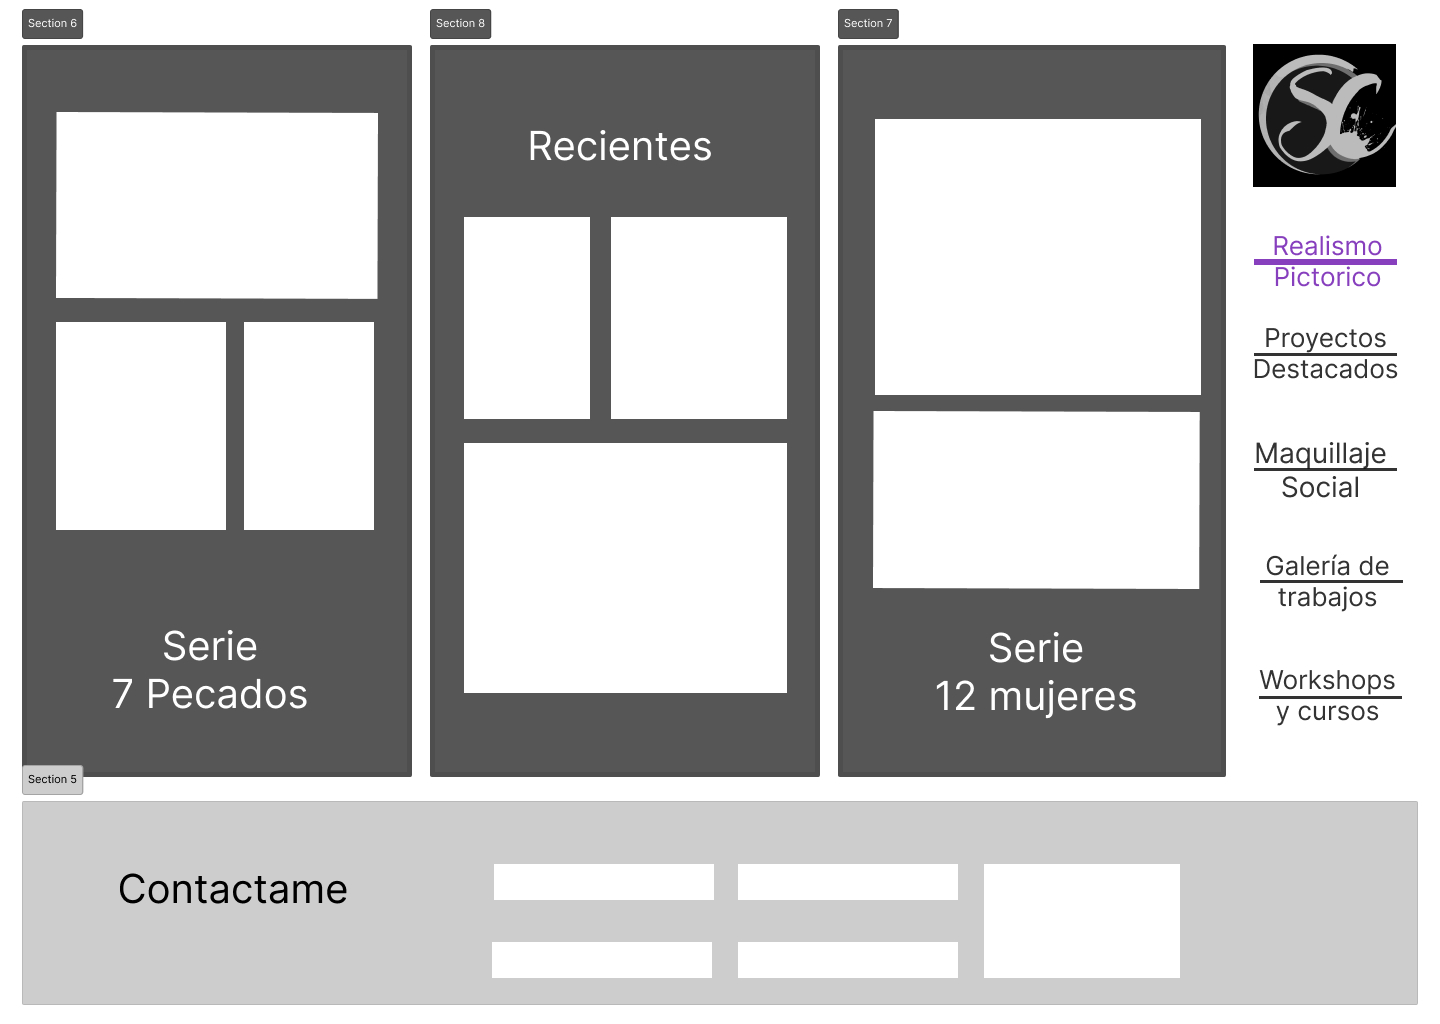 Section 6
Section 8
Section 7
SC
Recientes
Serie
7 Pecados
Serie
12 mujeres
Realismo
Pictorico
Proyectos
Destacados
Maquillaje
Social
Galería de
trabajos
Workshops
y cursos
Section 5
Contactame